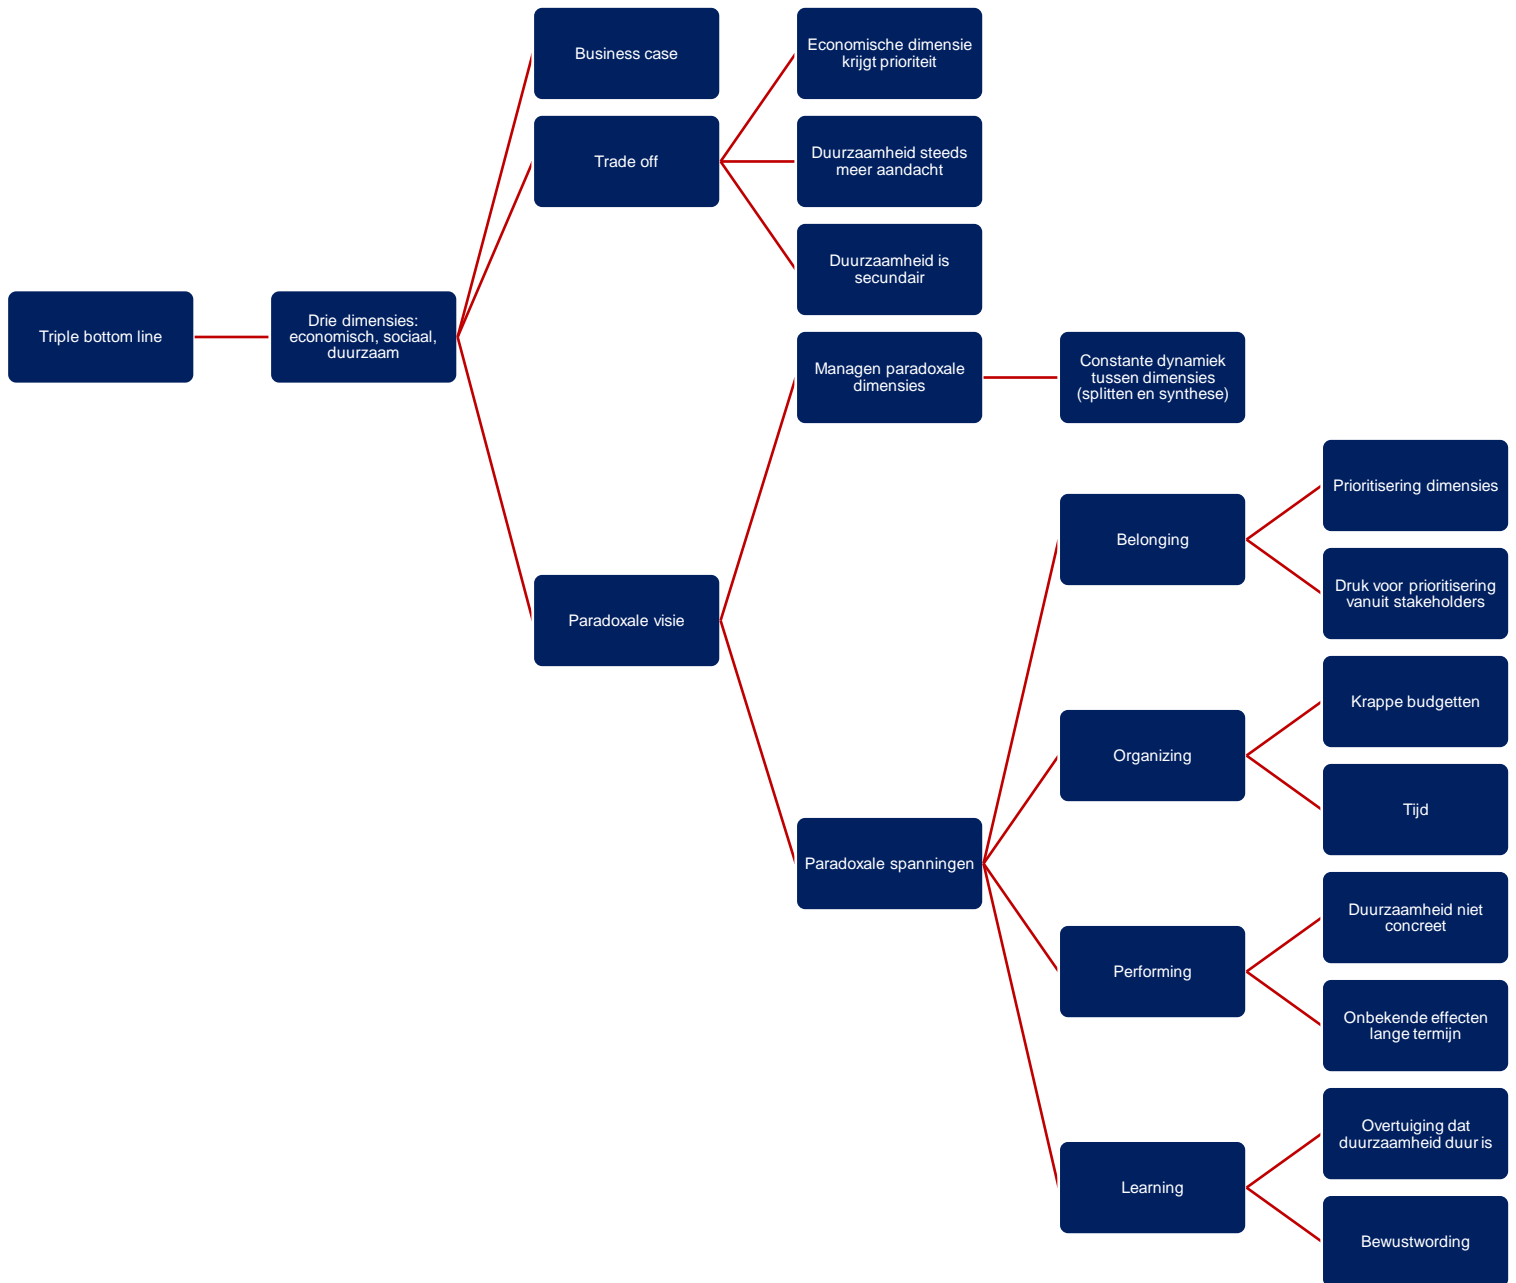 Business case
Economische dimensie
krijgt prioriteit
Trade off
Duurzaamheid steeds
meer aandacht
Duurzaamheid is
secundair
Triple bottom line
Drie dimensies:
economisch, sociaal,
duurzaam
Managen paradoxale
dimensies
Constante dynamiek
tussen dimensies
(splitten en synthese)
Paradoxale visie
Belonging
Prioritisering dimensies
Druk voor prioritisering
vanuit stakeholders
Organizing
Krappe budgetten
Tijd
Paradoxale spanningen
Performing
Duurzaamheid niet
concreet
Onbekende effecten
lange termijn
Learning
Overtuiging dat
duurzaamheid duur is
Bewustwording